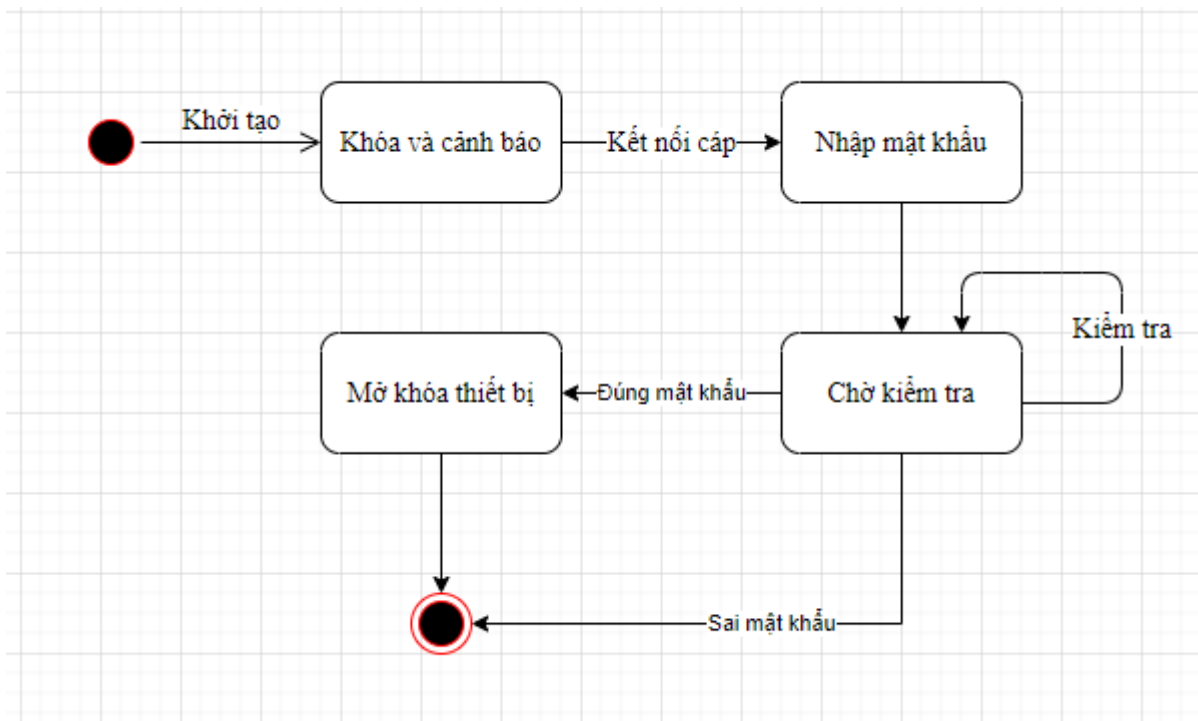 Khởi tạo
Khóa và cảnh báo
Kết nối cáp
Nhập mật khẩu
Kiểm tra
Mở khóa thiết bị
Đúng mật khẩu
Chờ kiểm tra
Sai mật khẩu